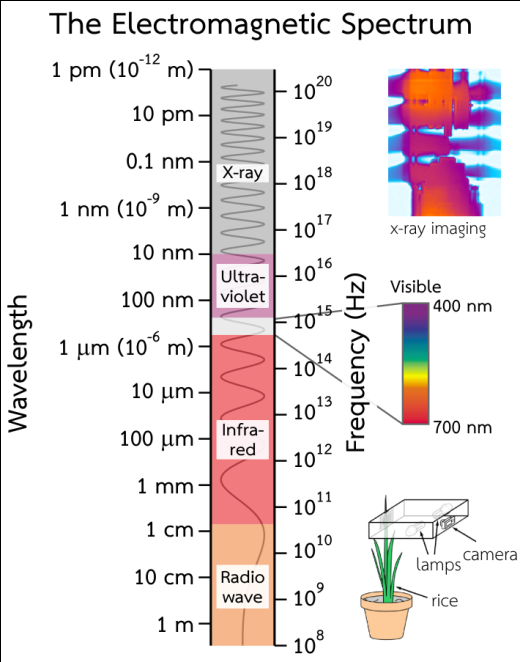 The Electromagnetic Spectrum
Wavelength
1 pm (10⁻¹² m)
10 pm
0.1 nm
1 nm (10⁻⁹ m)
10 nm
100 nm
1 μm (10⁻⁶ m)
10 μm
100 μm
1 mm
1 cm
10 cm
1 m
X-ray
Ultra-
violet
Infra-
red
Radio
wave
10²⁰
10¹⁹
10¹⁸
10¹⁷
10¹⁶
10¹⁵
10¹⁴
10¹³
10¹²
10¹¹
10¹⁰
10⁹
10⁸
Frequency (Hz)
x-ray imaging
Visible
400 nm
700 nm
lamps
camera
rice